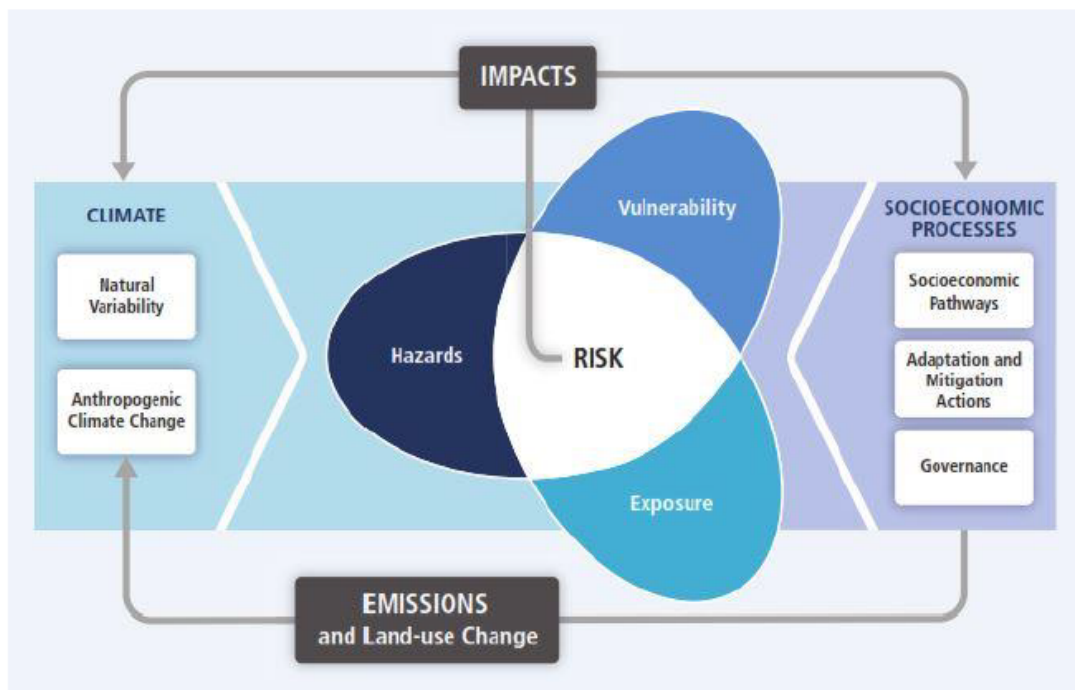 IMPACTS
CLIMATE
Natural
Variability
Anthropogenic
Climate Change
Vulnerability
Hazards
RISK
Exposure
SOCIOECONOMIC
PROCESSES
Socioeconomic
Pathways
Adaptation and
Mitigation
Actions
Governance
EMISSIONS
and Land-use Change